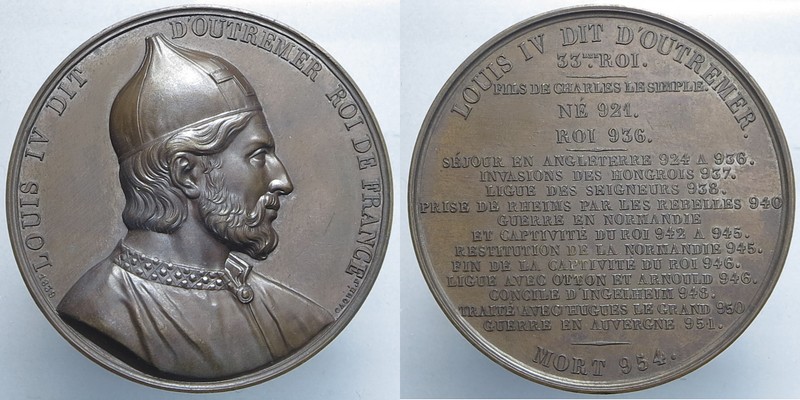 LOUIS IV DIT D'OUTREMER ROI DE FRANCE
1838
CAQUÉ F.
LOUIS IV DIT D'OUTREMER.
33ME. ROI.
FILS DE CHARLES LE SIMPLE.
NÉ 921.
ROI 936.
SÉJOUR EN ANGLETERRE 924 A 936.
INVASIONS DES HONGROIS 937.
LIGUE DES SEIGNEURS 938.
PRISE DE RHEIMS PAR LES REBELLES 940
GUERRE EN NORMANDIE
ET CAPTIVITÉ DU ROI 942 A 945.
RESTITUTION DE LA NORMANDIE 945.
FIN DE LA CAPTIVITÉ DU ROI 946.
LIGUE AVEC OTTON ET ARNOULD 946.
CONCILE D'INGELHEIM 948.
TRAITÉ AVEC HUGUES LE GRAND 950
GUERRE EN AUVERGNE 951.
MORT 954.